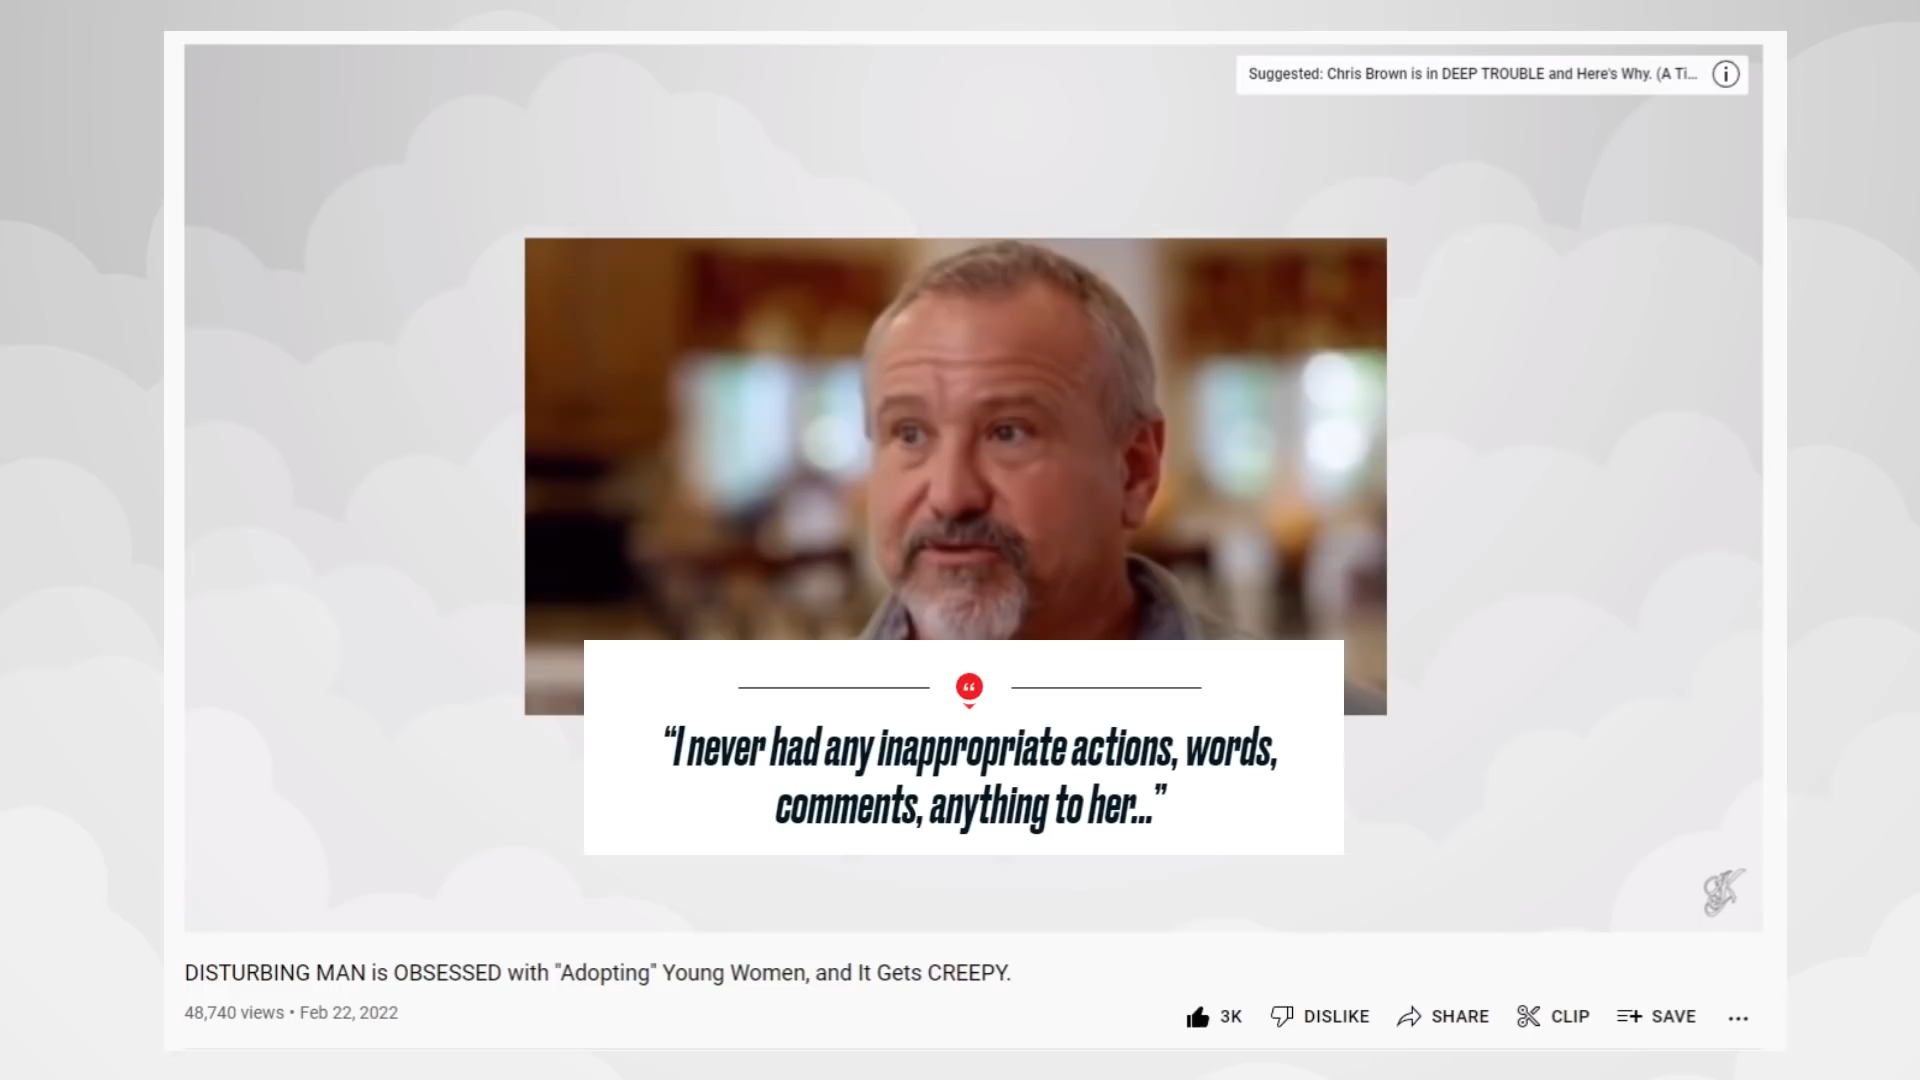 Suggested: Chris Brown is in DEEP TROUBLE and Here's Why. (A Ti...
“I never had any inappropriate actions, words,
comments, anything to her...”
DISTURBING MAN is OBSESSED with "Adopting" Young Women, and It Gets CREEPY.
48,740 views • Feb 22, 2022
3K DISLIKE SHARE CLIP SAVE ...